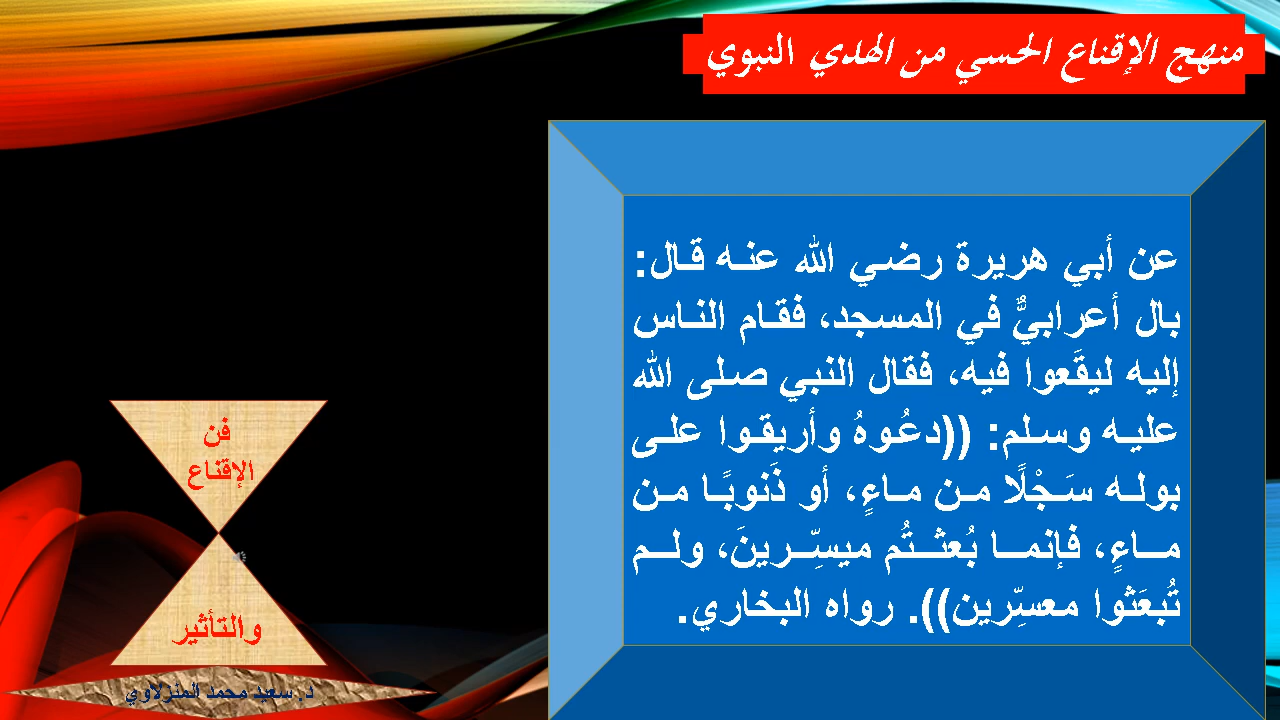 منهج الإقناع الحسي من الهدي النبوي
عن أبي هريرة رضي الله عنه قال:
بال أعرابيٌّ في المسجد، فقام الناس
إليه ليقَعوا فيه، فقال النبي صلى الله
عليه وسلم: ((دعُوهُ وأريقوا على
بوله سَجْلًا من ماءٍ، أو ذَنوبًا من
ماءٍ، فإنما بُعثتُم ميسِّرينَ، ولم
تُبعَثوا معسِّرين)). رواه البخاري.
فن
الإقناع
والتأثير
د. سعيد محمد المنزلاوي